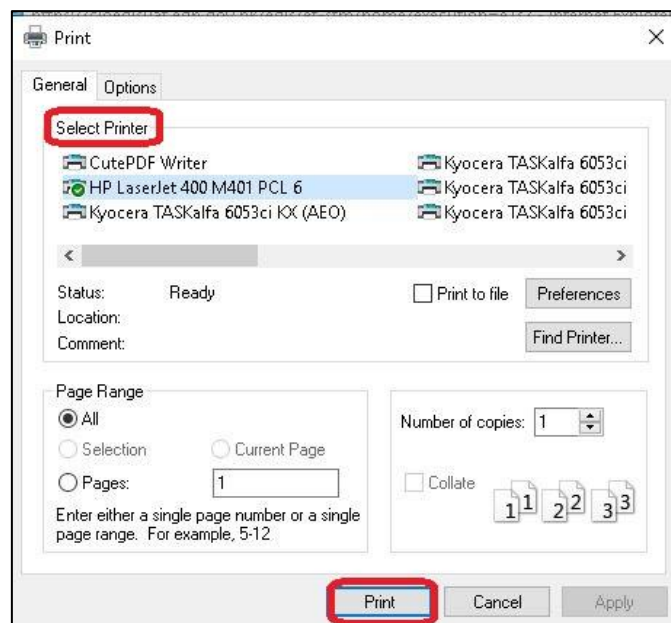 Print
General Options
Select Printer
CutePDF Writer Kyocera TASKalfa 6053ci
HP LaserJet 400 M401 PCL 6 Kyocera TASKalfa 6053ci
Kyocera TASKalfa 6053ci KX (AEO) Kyocera TASKalfa 6053ci
Status: Ready Print to file Preferences
Location:
Comment: Find Printer...
Page Range
All Number of copies: 1
Selection Current Page
Pages: 1 Collate 1 1 2 2 3 3
Enter either a single page number or a single
page range. For example, 5-12
Print Cancel Apply